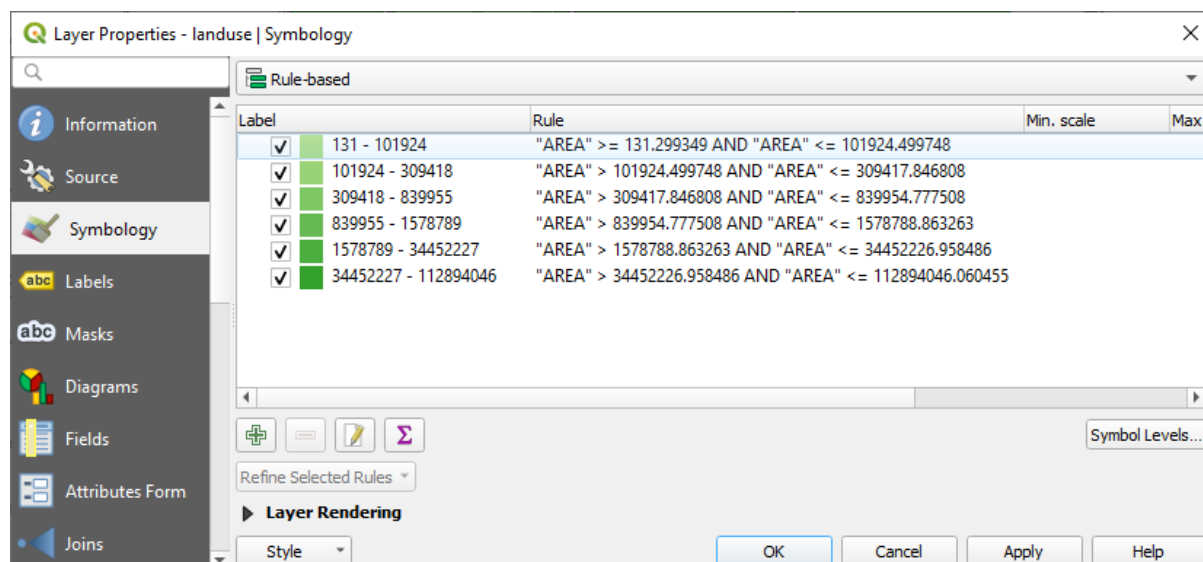 Layer Properties - landuse | Symbology
Rule-based
Information
Source
Symbology
abc Labels
abc Masks
Diagrams
Fields
Attributes Form
Joins
Label Rule Min. scale Max
131 - 101924 "AREA" >= 131.299349 AND "AREA" <= 101924.499748
101924 - 309418 "AREA" > 101924.499748 AND "AREA" <= 309417.846808
309418 - 839955 "AREA" > 309417.846808 AND "AREA" <= 839954.777508
839955 - 1578789 "AREA" > 839954.777508 AND "AREA" <= 1578788.863263
1578789 - 34452227 "AREA" > 1578788.863263 AND "AREA" <= 34452226.958486
34452227 - 112894046 "AREA" > 34452226.958486 AND "AREA" <= 112894046.060455
Σ
Symbol Levels...
Refine Selected Rules
Layer Rendering
Style OK Cancel Apply Help